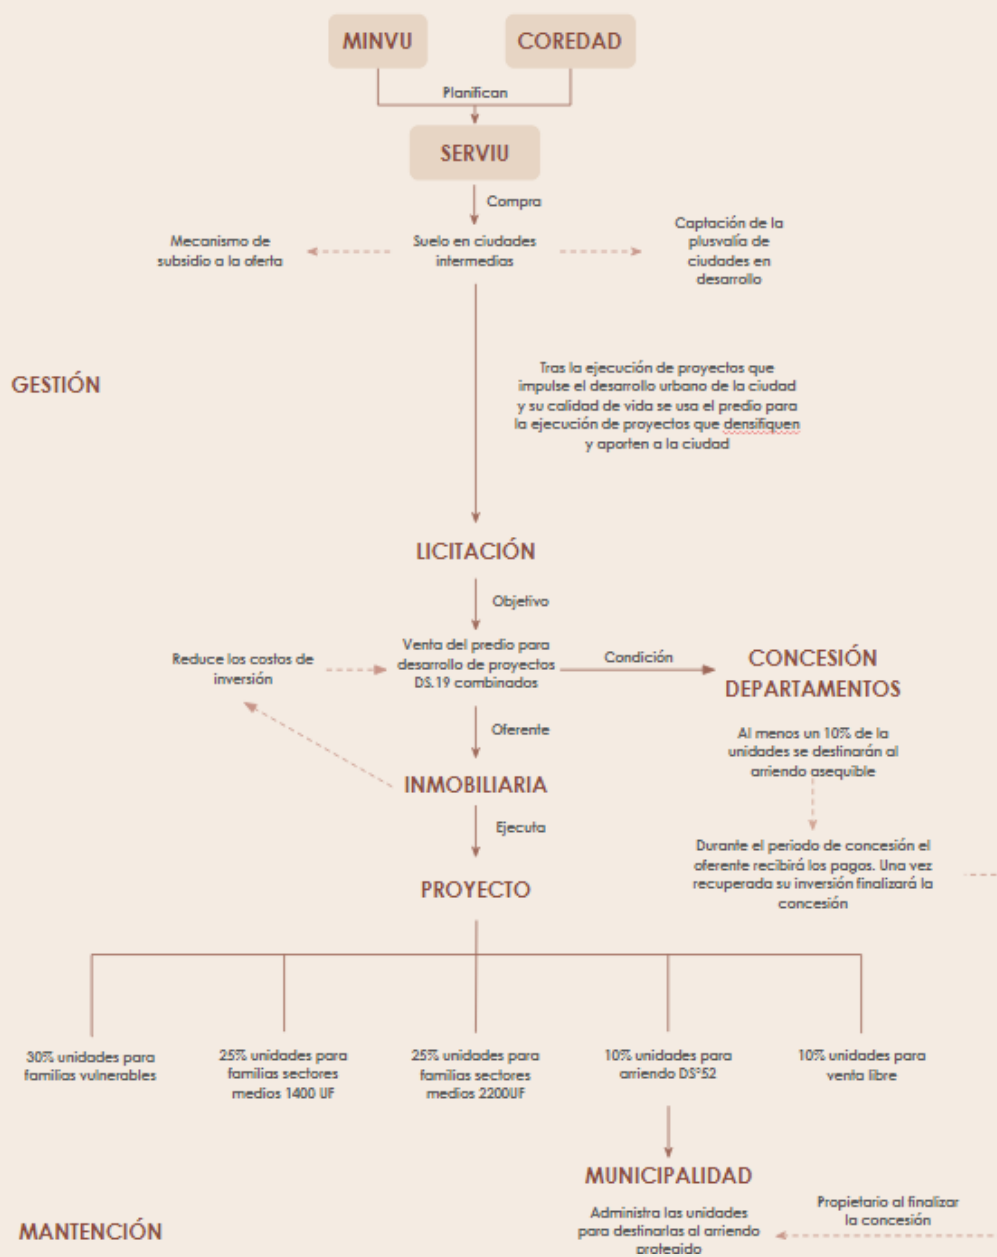 MINVU
COREDAD
Planifican
SERVIU
Compra
Mecanismo de
subsidio a la oferta
Suelo en ciudades
intermedias
Captación de la
plusvalía de
ciudades en
desarrollo
GESTIÓN
Tras la ejecución de proyectos que
impulse el desarrollo urbano de la ciudad
y su calidad de vida se usa el predio para
la ejecución de proyectos que densifiquen
y aporten a la ciudad
LICITACIÓN
Objetivo
Reduce los costos de
inversión
Venta del predio para
desarrollo de proyectos
DS.19 combinados
Condición
CONCESIÓN
DEPARTAMENTOS
Oferente
Al menos un 10% de la
unidades se destinarán al
arriendo asequible
INMOBILIARIA
Ejecuta
Durante el periodo de concesión el
oferente recibirá los pagos. Una vez
recuperada su inversión finalizará la
concesión
PROYECTO
30% unidades para
familias vulnerables
25% unidades para
familias sectores
medios 1400 UF
25% unidades para
familias sectores
medios 2200UF
10% unidades para
arriendo DS°52
10% unidades para
venta libre
MUNICIPALIDAD
Administra las unidades
para destinarlas al arriendo
protegido
Propietario al finalizar
la concesión
MANTENCIÓN